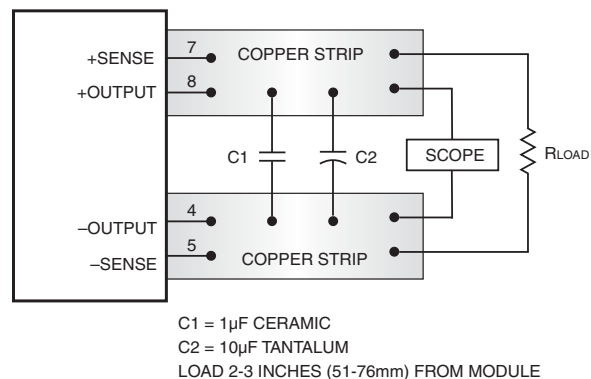 +SENSE
7
COPPER STRIP
+OUTPUT
8
C1
C2
SCOPE
RLOAD
–OUTPUT
4
–SENSE
5
COPPER STRIP
C1 = 1µF CERAMIC
C2 = 10µF TANTALUM
LOAD 2-3 INCHES (51-76mm) FROM MODULE